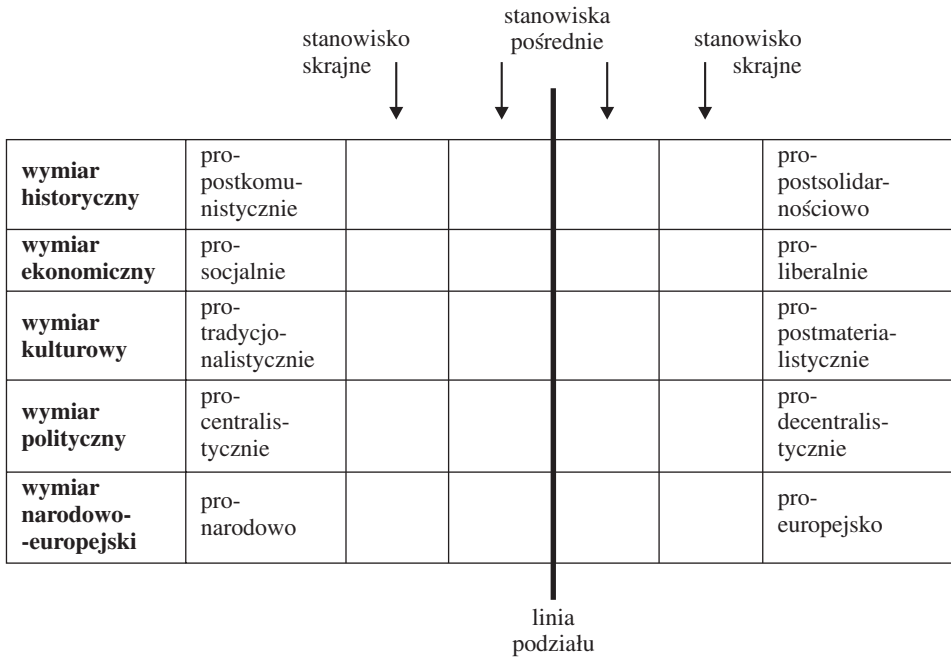 stanowiska
pośrednie
stanowisko
skrajne
stanowisko
skrajne
wymiar
historyczny
pro-
postkomu-
nistycznie
pro-
postsolidar-
nościowo
wymiar
ekonomiczny
pro-
socjalnie
pro-
liberalnie
wymiar
kulturowy
pro-
tradycjo-
nalistycznie
pro-
postmateria-
listycznie
wymiar
polityczny
pro-
centralis-
tycznie
pro-
decentralis-
tycznie
wymiar
narodowo-
-europejski
pro-
narodowo
pro-
europejsko
linia
podziału